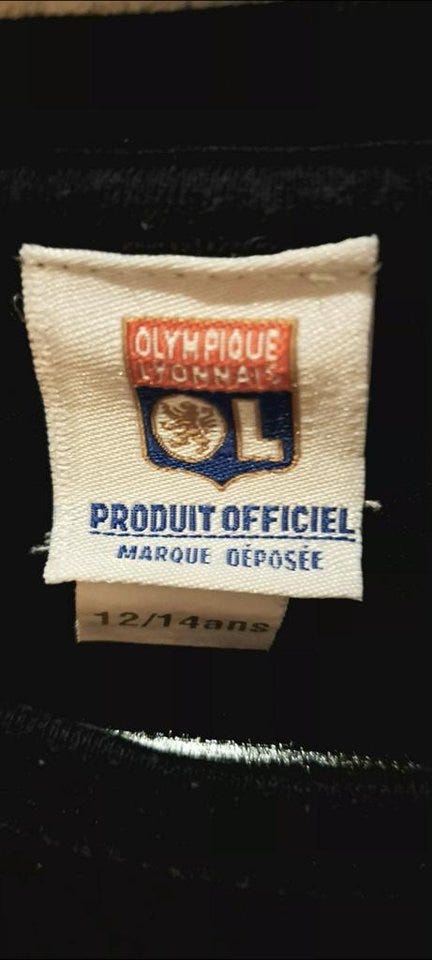 OLYMPIQUE
LYONNAIS
OL
PRODUIT OFFICIEL
MARQUE DÉPOSÉE
12/14ans